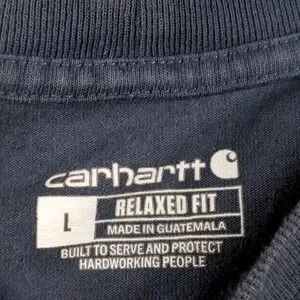 carhartt
L RELAXED FIT
MADE IN GUATEMALA
BUILT TO SERVE AND PROTECT
HARDWORKING PEOPLE